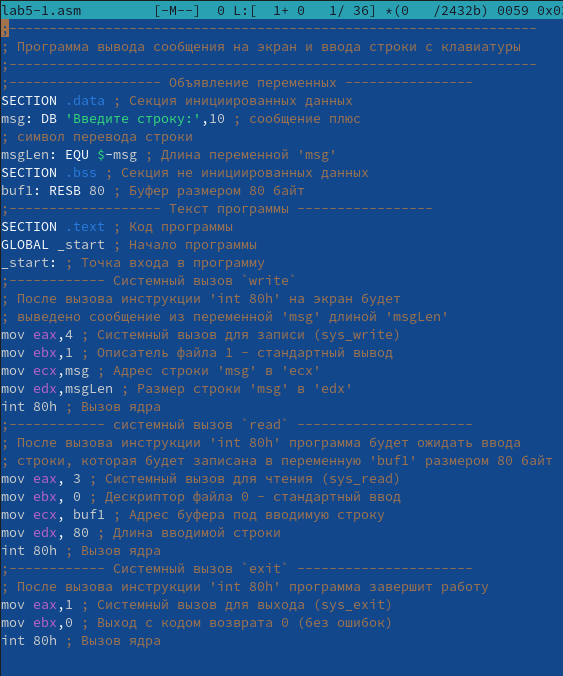 lab5-1.asm [-M--] 0 L:[ 1+ 0 1/ 36] *(0 /2432b) 0059 0x0
;------------------------------------------------------------------
; Программа вывода сообщения на экран и ввода строки с клавиатуры
;------------------------------------------------------------------
;------------------- Объявление переменных ----------------
SECTION .data ; Секция инициированных данных
msg: DB 'Введите строку:',10 ; сообщение плюс
; символ перевода строки
msgLen: EQU $-msg ; Длина переменной 'msg'
SECTION .bss ; Секция не инициированных данных
buf1: RESB 80 ; Буфер размером 80 байт
;------------------- Текст программы -----------------
SECTION .text ; Код программы
GLOBAL _start ; Начало программы
_start: ; Точка входа в программу
;------------ Системный вызов `write`
; После вызова инструкции 'int 80h' на экран будет
; выведено сообщение из переменной 'msg' длиной 'msgLen'
mov eax,4 ; Системный вызов для записи (sys_write)
mov ebx,1 ; Описатель файла 1 - стандартный вывод
mov ecx,msg ; Адрес строки 'msg' в 'ecx'
mov edx,msgLen ; Размер строки 'msg' в 'edx'
int 80h ; Вызов ядра
;------------ системный вызов `read` ----------------------
; После вызова инструкции 'int 80h' программа будет ожидать ввода
; строки, которая будет записана в переменную 'buf1' размером 80 байт
mov eax, 3 ; Системный вызов для чтения (sys_read)
mov ebx, 0 ; Дескриптор файла 0 - стандартный ввод
mov ecx, buf1 ; Адрес буфера под вводимую строку
mov edx, 80 ; Длина вводимой строки
int 80h ; Вызов ядра
;------------ Системный вызов `exit` ----------------------
; После вызова инструкции 'int 80h' программа завершит работу
mov eax,1 ; Системный вызов для выхода (sys_exit)
mov ebx,0 ; Выход с кодом возврата 0 (без ошибок)
int 80h ; Вызов ядра